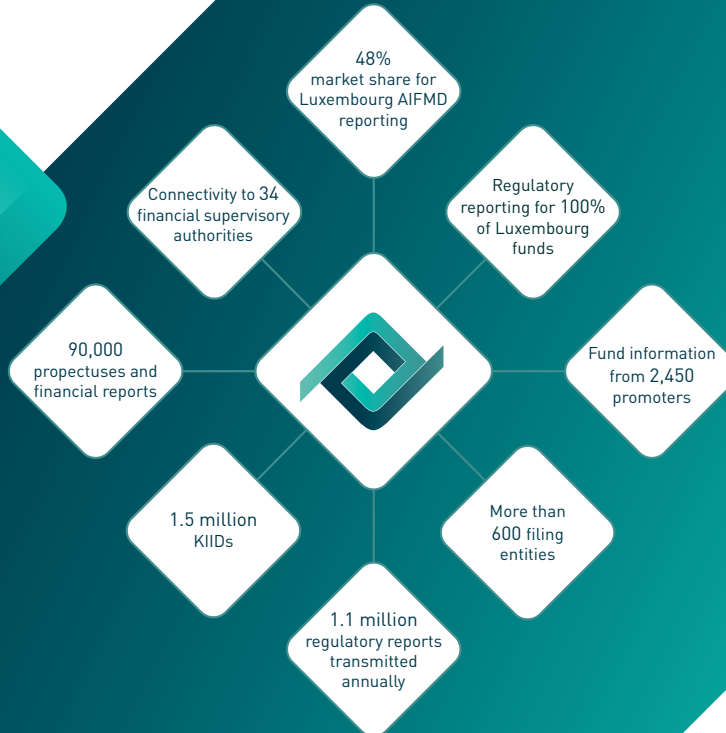 48%
market share for
Luxembourg AIFMD
reporting
Connectivity to 34
financial supervisory
authorities
Regulatory
reporting for 100%
of Luxembourg
funds
90,000
propectuses and
financial reports
Fund information
from 2,450
promoters
1.5 million
KIIDs
More than
600 filing
entities
1.1 million
regulatory reports
transmitted
annually